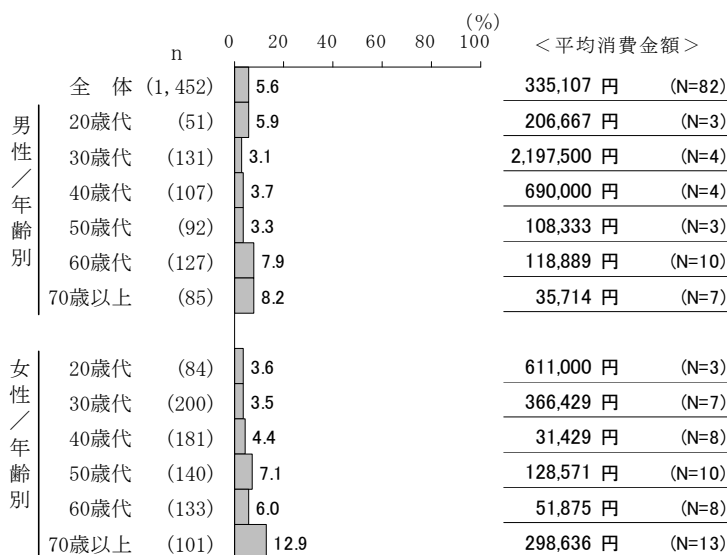 (%)
n 0 20 40 60 80 100 ＜平均消費金額＞
全 体 (1,452) 5.6 335,107 円 (N=82)
男性／年齢別
20歳代 (51) 5.9 206,667 円 (N=3)
30歳代 (131) 3.1 2,197,500 円 (N=4)
40歳代 (107) 3.7 690,000 円 (N=4)
50歳代 (92) 3.3 108,333 円 (N=3)
60歳代 (127) 7.9 118,889 円 (N=10)
70歳以上 (85) 8.2 35,714 円 (N=7)
女性／年齢別
20歳代 (84) 3.6 611,000 円 (N=3)
30歳代 (200) 3.5 366,429 円 (N=7)
40歳代 (181) 4.4 31,429 円 (N=8)
50歳代 (140) 7.1 128,571 円 (N=10)
60歳代 (133) 6.0 51,875 円 (N=8)
70歳以上 (101) 12.9 298,636 円 (N=13)